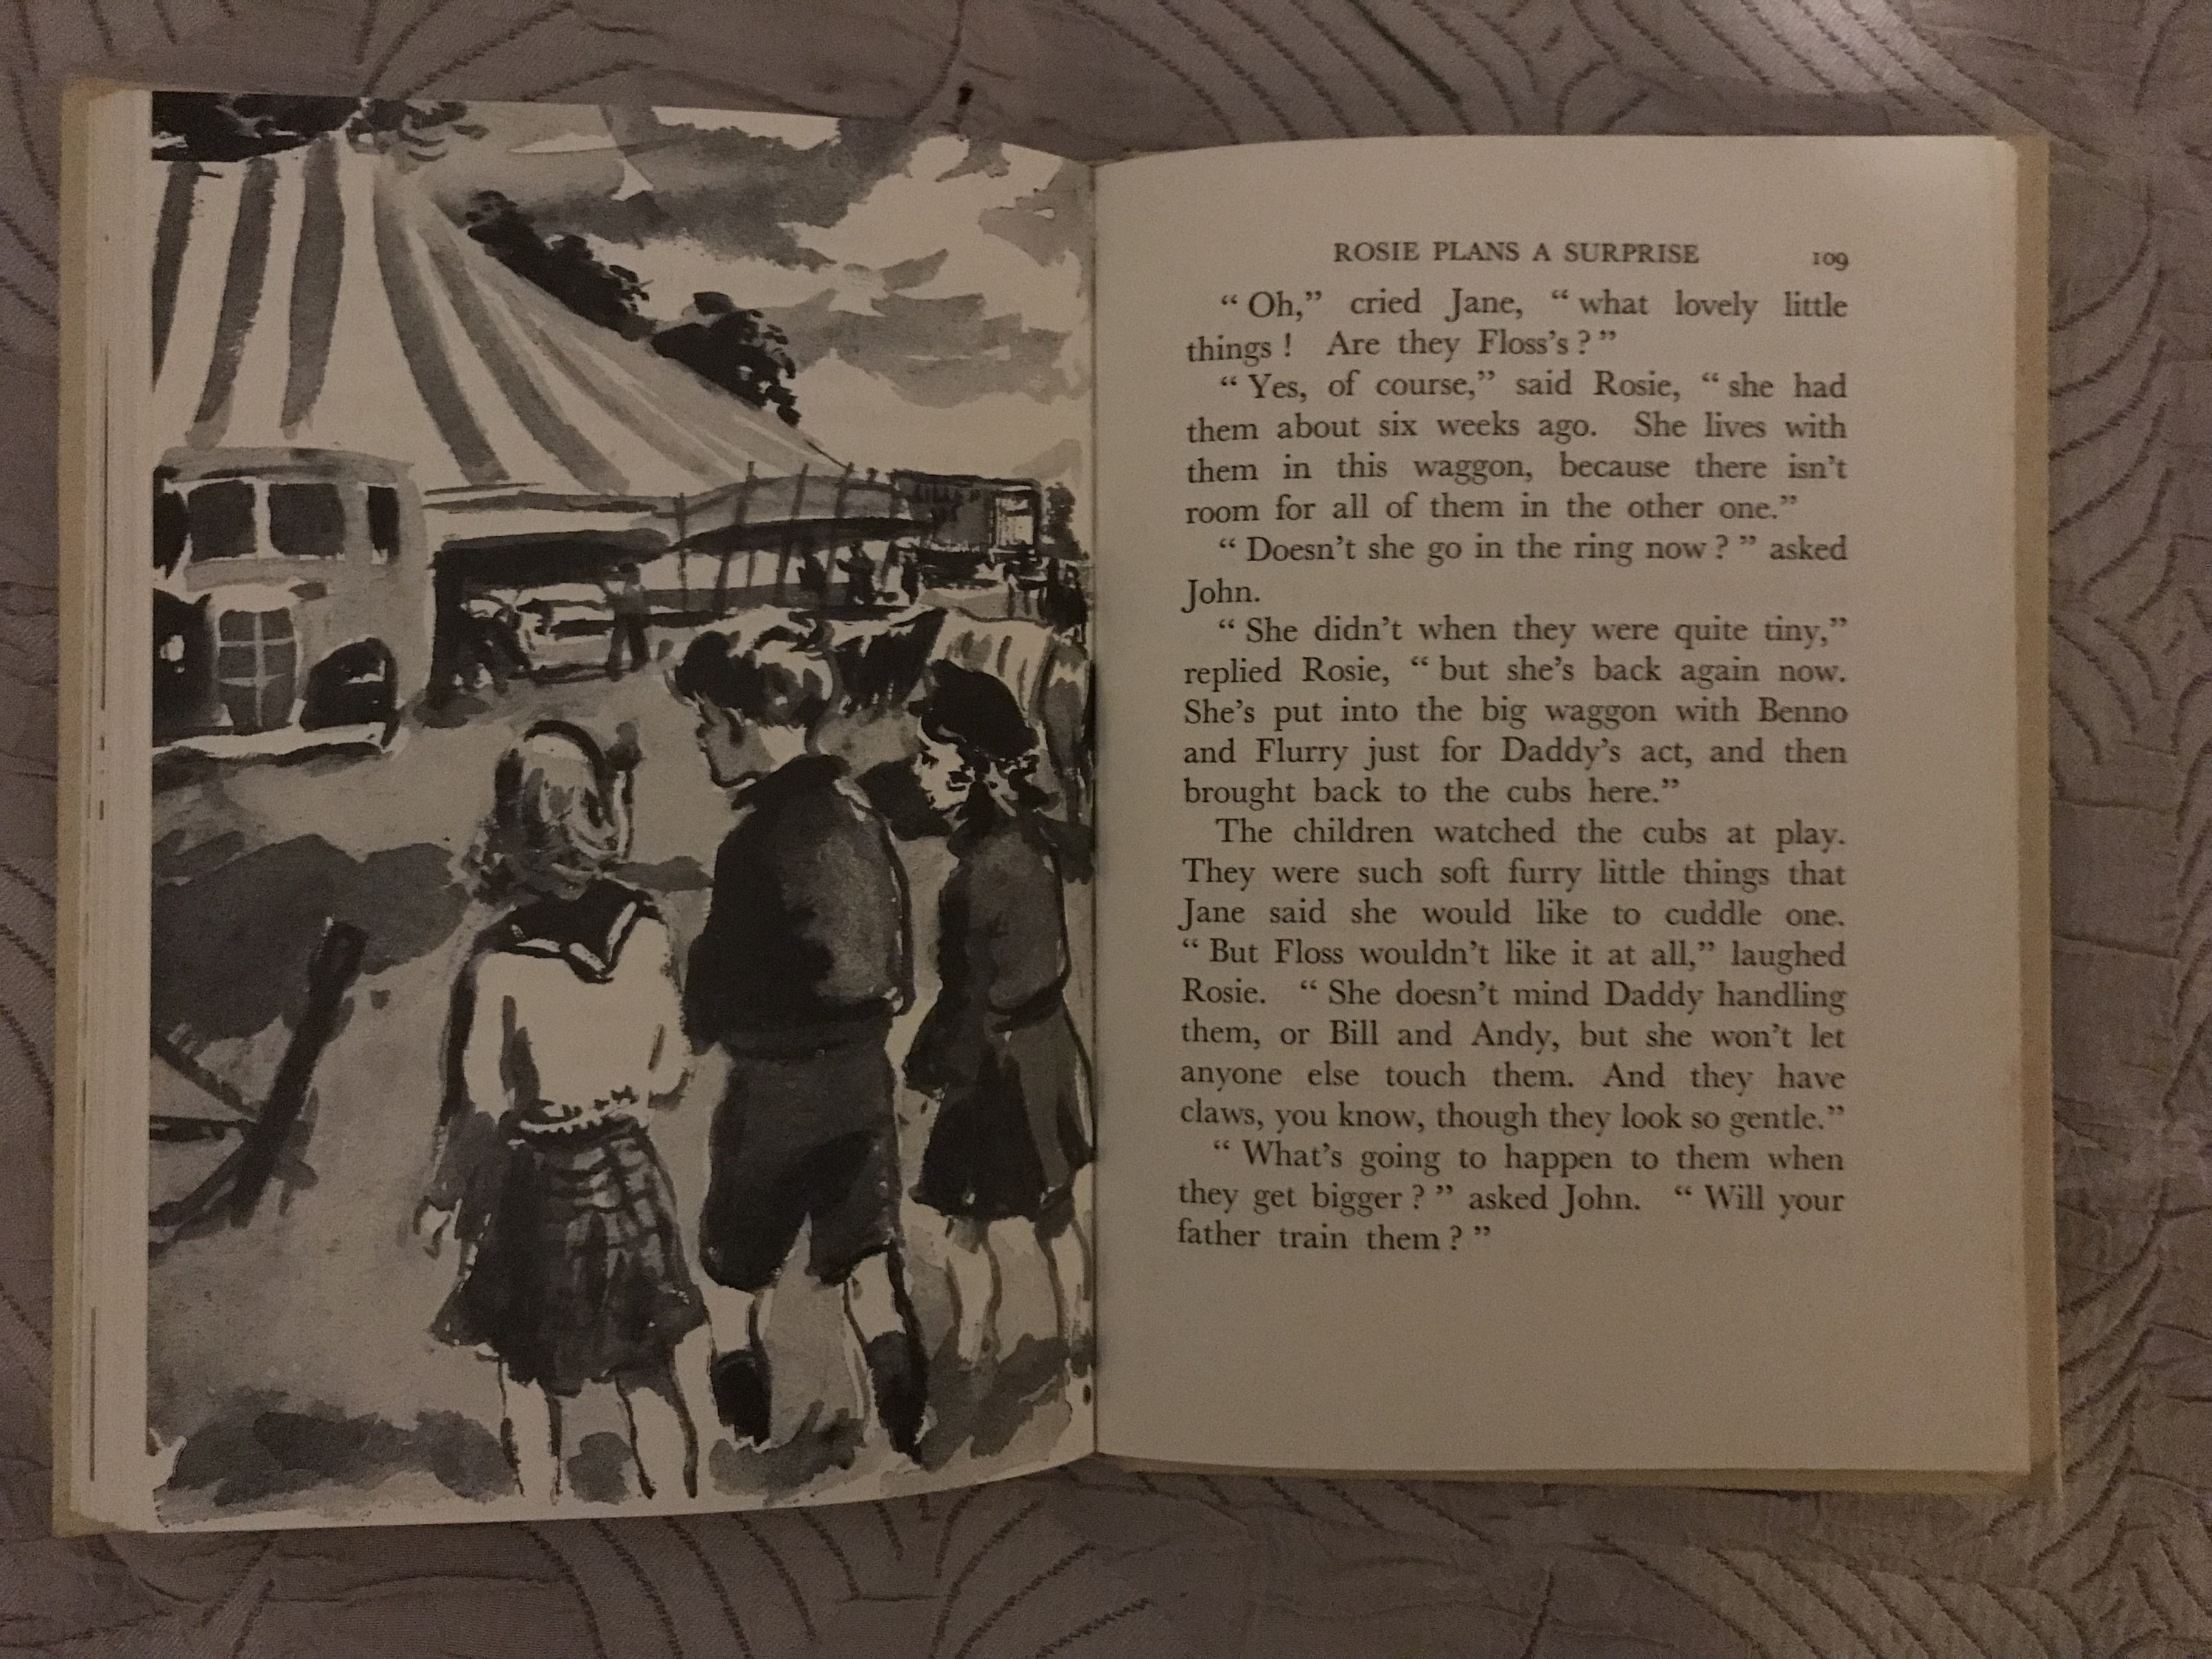 ROSIE PLANS A SURPRISE 109
“ Oh,” cried Jane, “ what lovely little
things ! Are they Floss’s ? ”
“ Yes, of course,” said Rosie, “ she had
them about six weeks ago. She lives with
them in this waggon, because there isn’t
room for all of them in the other one.”
“ Doesn’t she go in the ring now ? ” asked
John.
“ She didn’t when they were quite tiny,”
replied Rosie, “ but she’s back again now.
She’s put into the big waggon with Benno
and Flurry just for Daddy’s act, and then
brought back to the cubs here.”
The children watched the cubs at play.
They were such soft furry little things that
Jane said she would like to cuddle one.
“ But Floss wouldn’t like it at all,” laughed
Rosie. “ She doesn’t mind Daddy handling
them, or Bill and Andy, but she won’t let
anyone else touch them. And they have
claws, you know, though they look so gentle.”
“ What’s going to happen to them when
they get bigger ? ” asked John. “ Will your
father train them ? ”